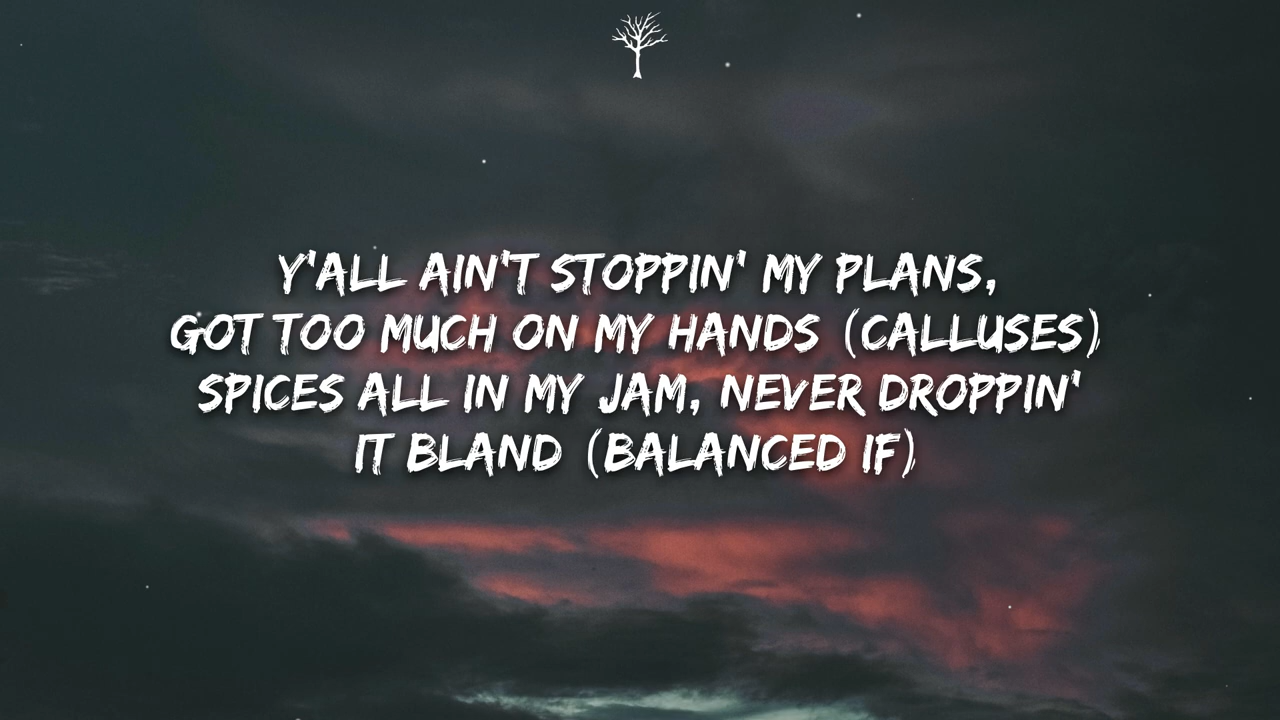 Y'ALL AIN'T STOPPIN' MY PLANS,
GOT TOO MUCH ON MY HANDS (CALLUSES)
SPICES ALL IN MY JAM, NEVER DROPPIN'
IT BLAND (BALANCED IF)